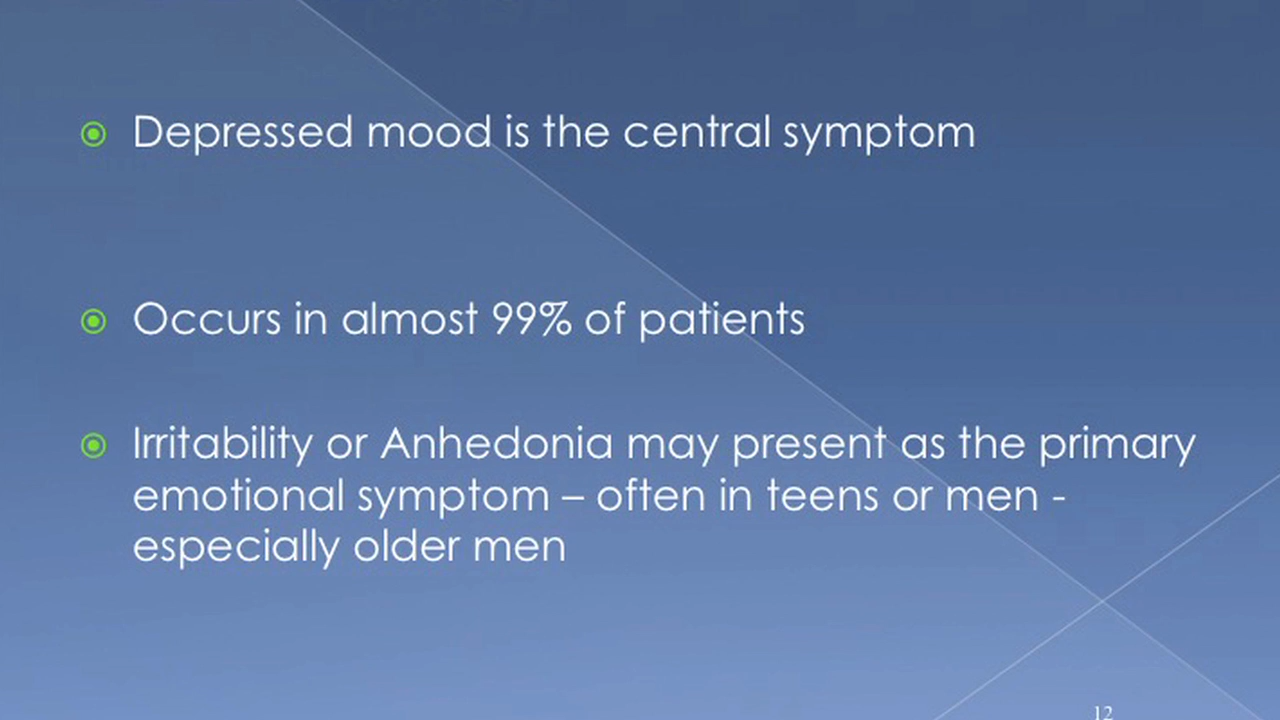 Depressed mood is the central symptom
Occurs in almost 99% of patients
Irritability or Anhedonia may present as the primary
emotional symptom – often in teens or men -
especially older men
12